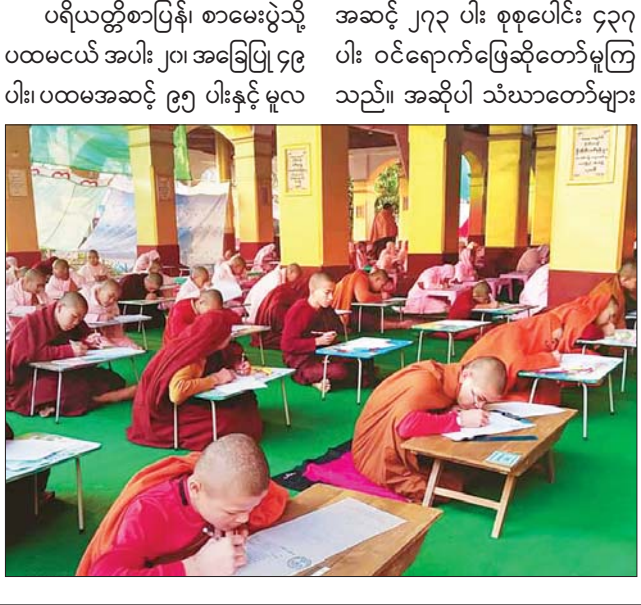 ပရိယတ္တိစာပြန်၊ စာမေးပွဲသို့
ပထမငယ် အပါး ၂၀၊ အခြေပြု ၄၉
ပါး၊ ပထမအဆင့် ၉၅ ပါးနှင့် မူလ
အဆင့် ၂၇၃ ပါး စုစုပေါင်း ၄၃၇
ပါး ဝင်ရောက်ဖြေဆိုတော်မူကြ
သည်။ အဆိုပါ သံဃာတော်များ